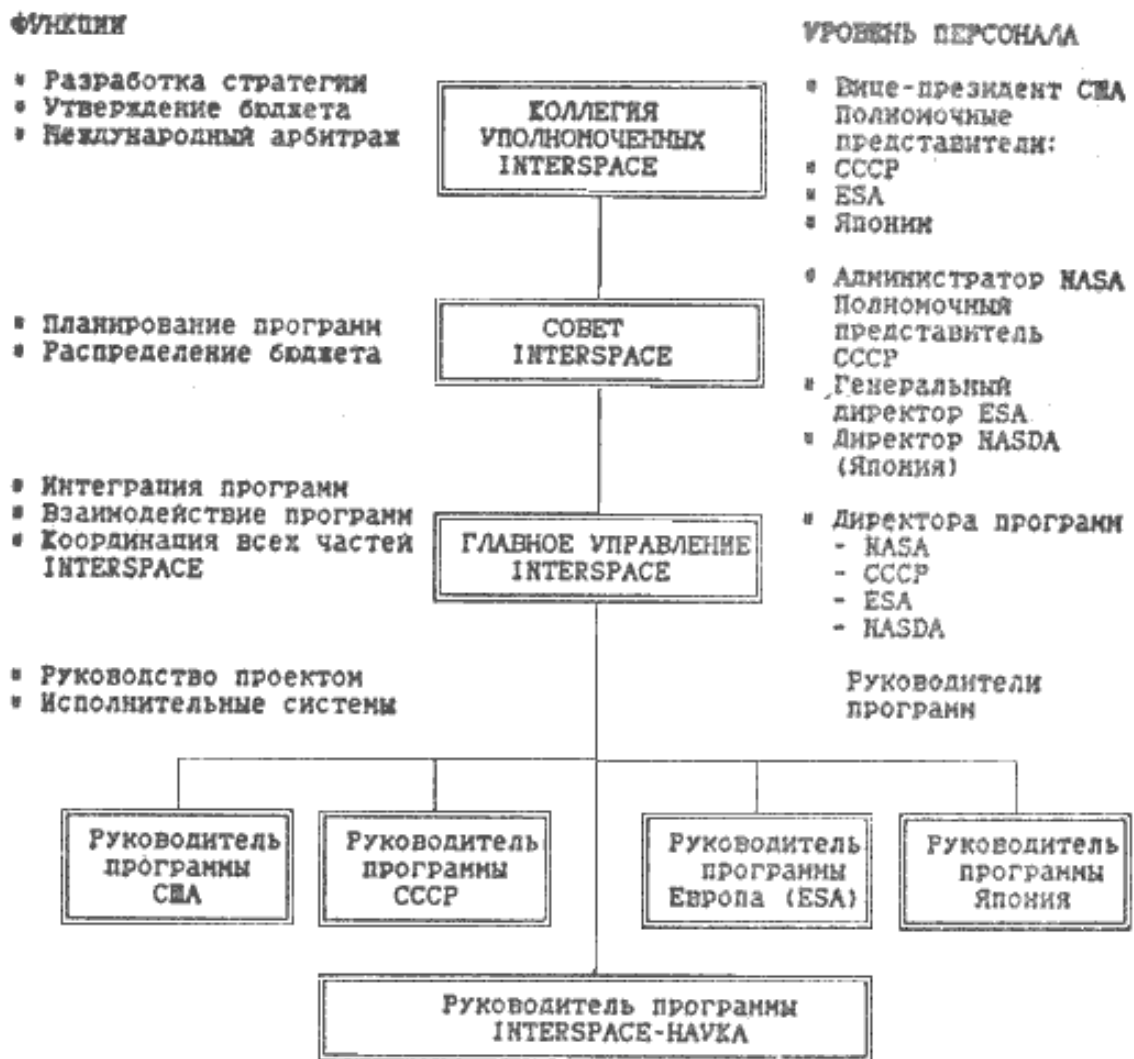 ФУНКЦИИ
* Разработка стратегии
* Утверждение бюджета
* Международный арбитраж
КОЛЛЕГИЯ
УПОЛНОМОЧЕННЫХ
INTERSPACE
УРОВЕНЬ ПЕРСОНАЛА
* Вице-президент США
Полномочные
представители:
* СССР
* ESA
* Японии
* Планирование программ
* Распределение бюджета
СОВЕТ
INTERSPACE
* Администратор NASA
Полномочный
представитель
СССР
* Генеральный
директор ESA
* Директор NASDA
(Япония)
* Интеграция программ
* Взаимодействие программ
* Координация всех частей
INTERSPACE
ГЛАВНОЕ УПРАВЛЕНИЕ
INTERSPACE
* Директора программ
- NASA
- СССР
- ESA
- NASDA
* Руководство проектом
* Исполнительные системы
Руководители
программ
Руководитель
программы
США
Руководитель
программы
СССР
Руководитель
программы
Европа (ESA)
Руководитель
программы
Япония
Руководитель программы
INTERSPACE-НАУКА